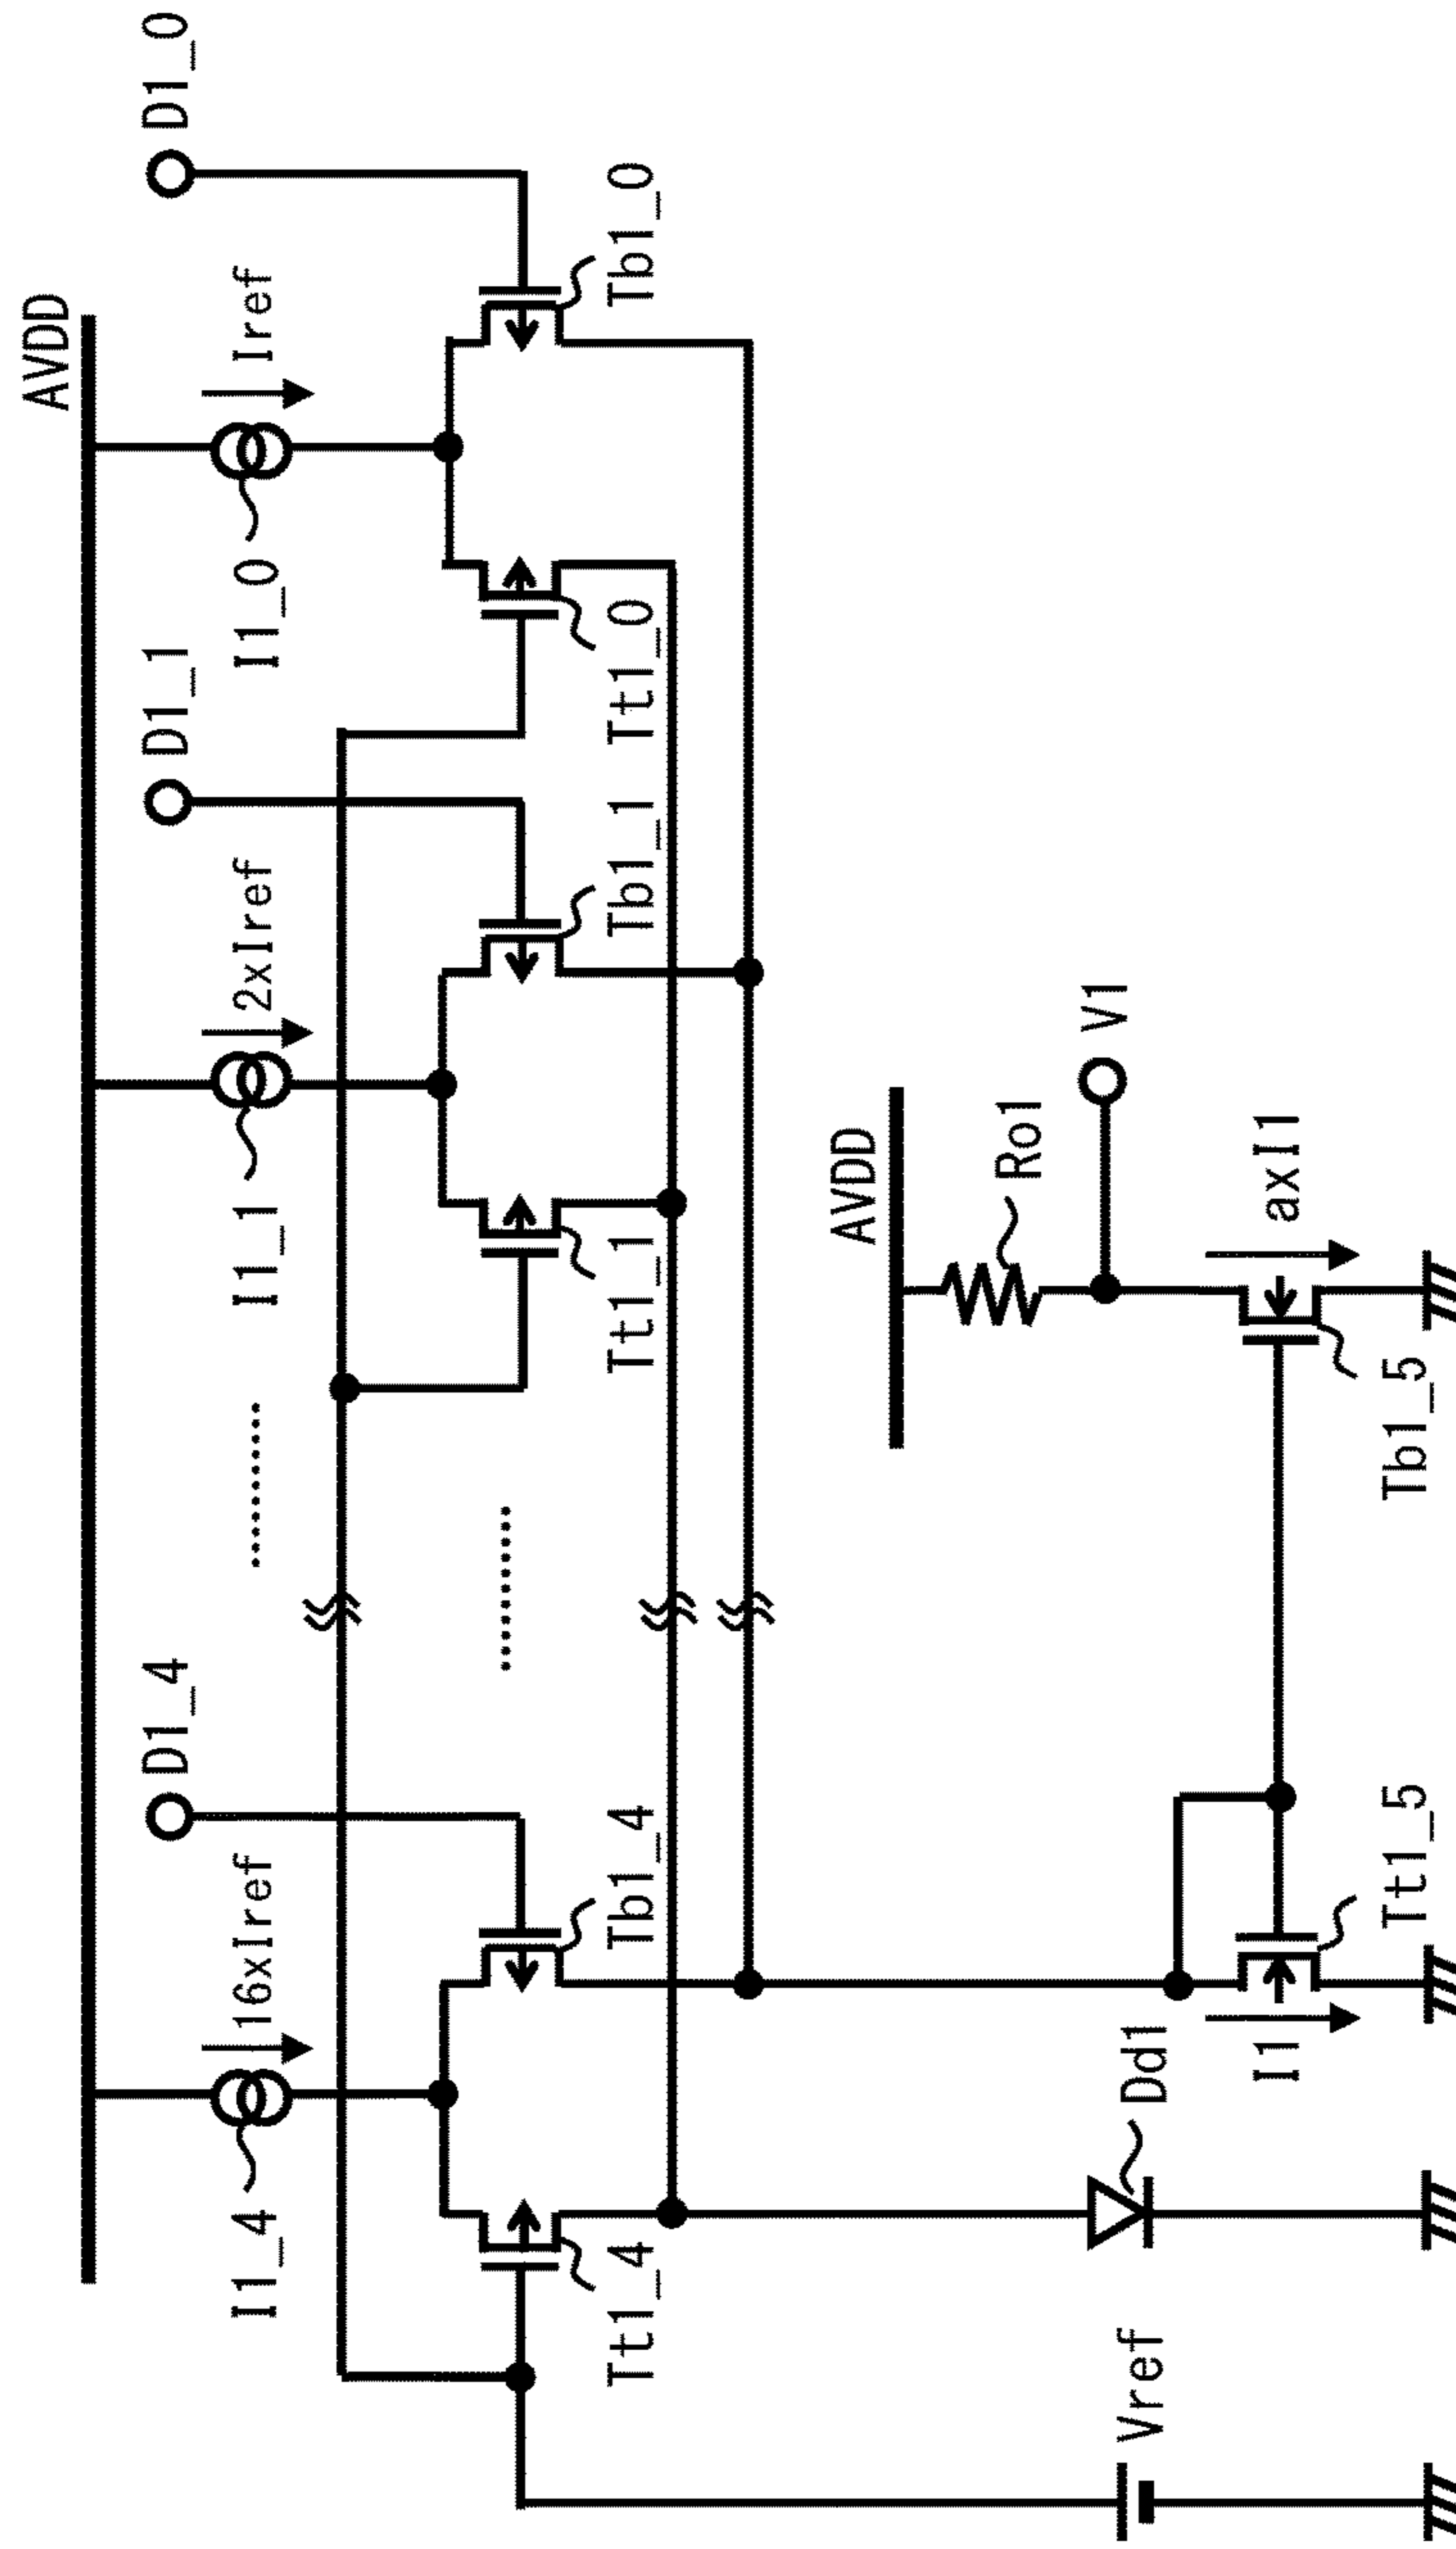 AVDD
D1_4
D1_1
D1_0
I1_4
16xIref
I1_1
2xIref
I1_0
Iref
Tt1_4
Tb1_4
Tt1_1
Tb1_1
Tt1_0
Tb1_0
AVDD
Ro1
V1
Vref
Dd1
I1
axI1
Tt1_5
Tb1_5